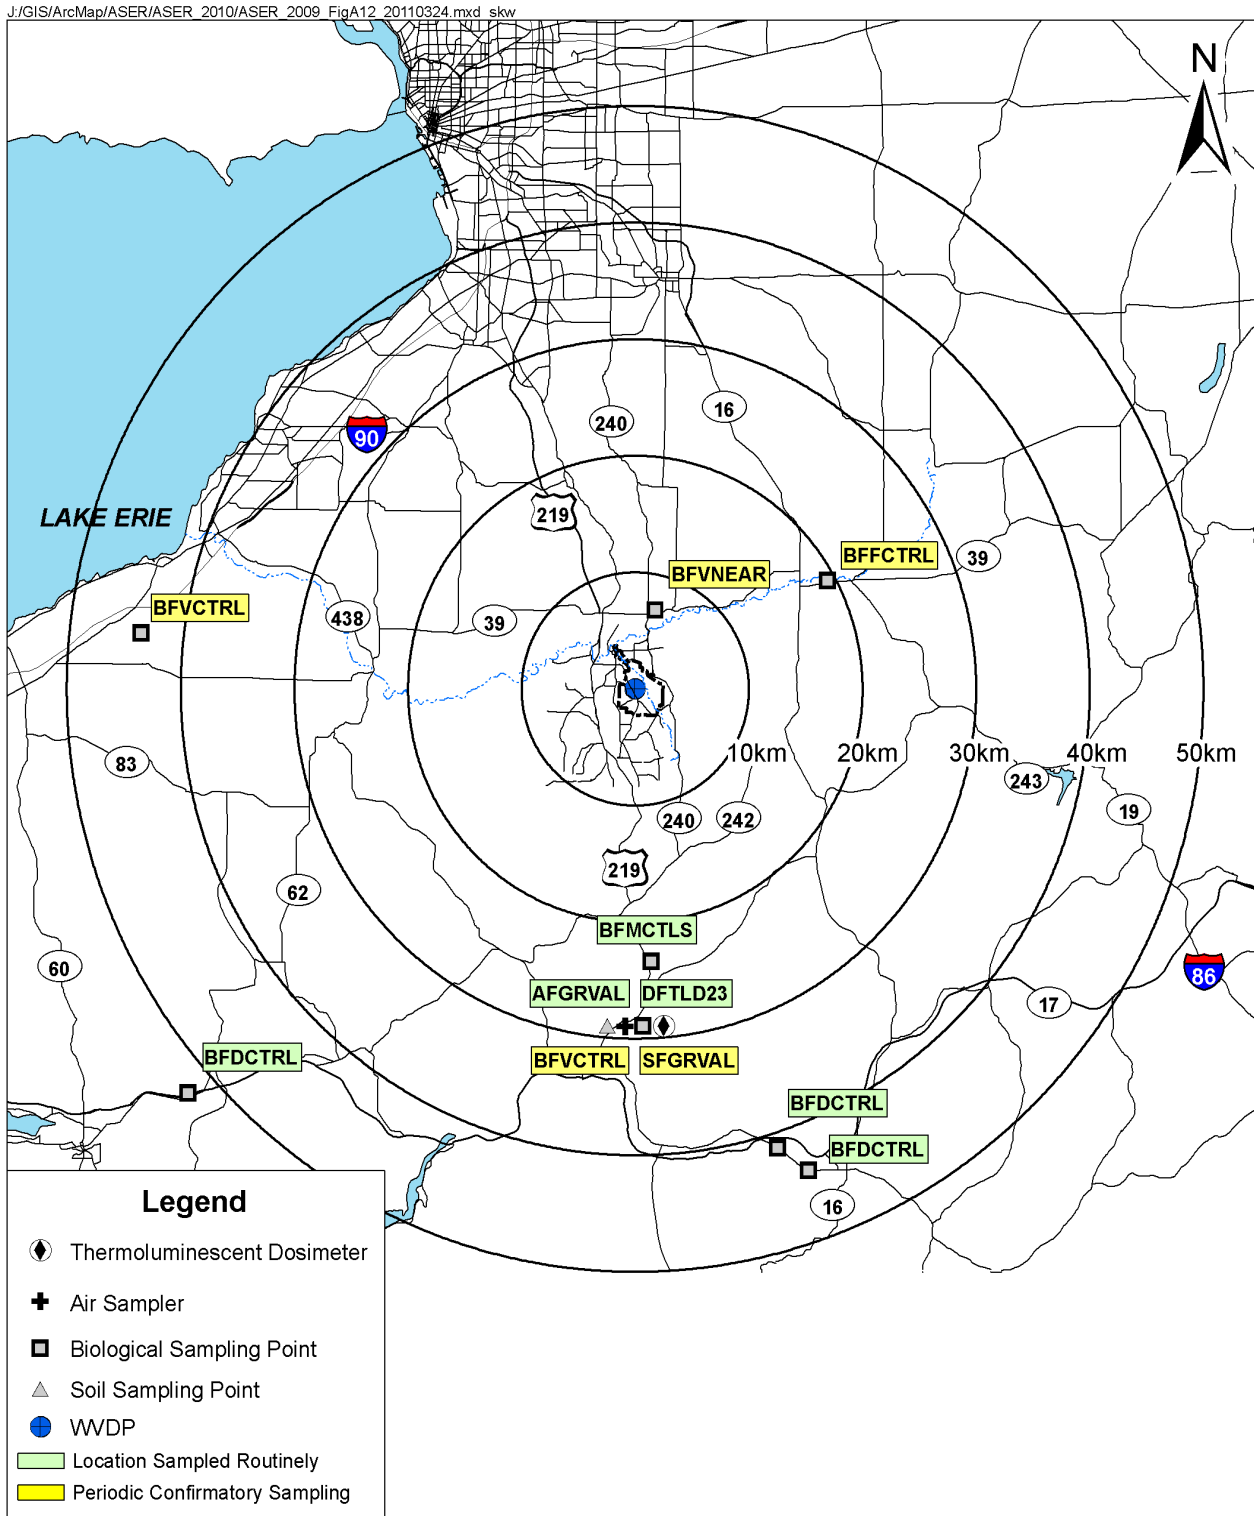 J:/GIS/ArcMap/ASER/ASER_2010/ASER_2009_FigA12_20110324.mxd skw
N
16
240
90
219
LAKE ERIE
BFFCTRL
39
BFVNEAR
BFVCTRL
438
39
10km
20km
30km
40km
50km
83
243
19
240
242
219
62
BFMCTLS
60
86
AFGRVAL
DFTLD23
17
BFDCTRL
BFVCTRL
SFGRVAL
BFDCTRL
BFDCTRL
16
Legend
Thermoluminescent Dosimeter
Air Sampler
Biological Sampling Point
Soil Sampling Point
WVDP
Location Sampled Routinely
Periodic Confirmatory Sampling